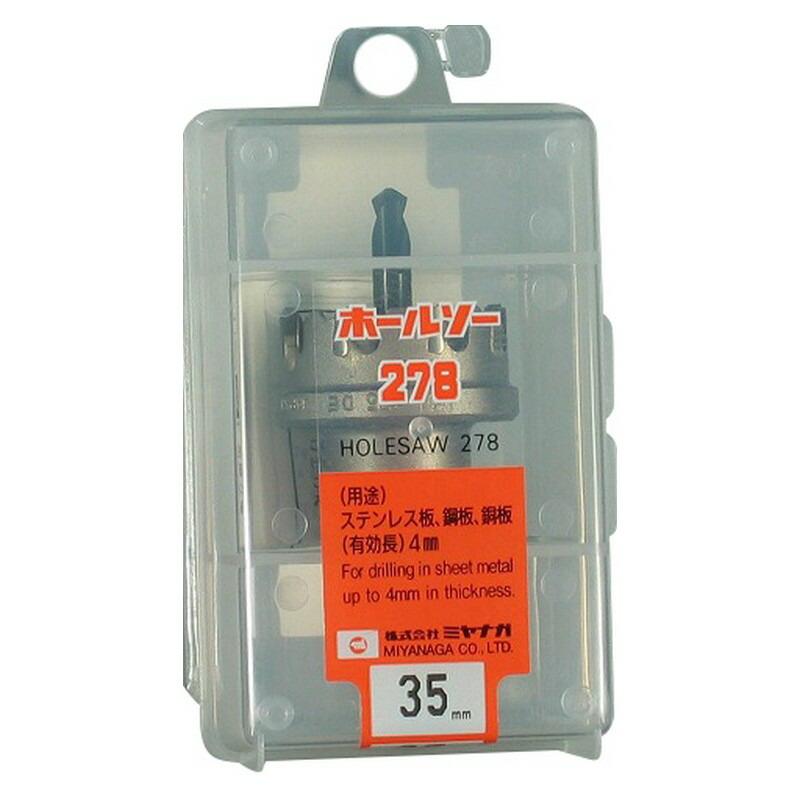 ホールソー
278
HOLESAW 278
(用途)
ステンレス板、鋼板、銅板
(有効長)4㎜
For drilling in sheet metal
up to 4mm in thickness.
株式会社 ミヤナガ
MIYANAGA CO., LTD.
35mm